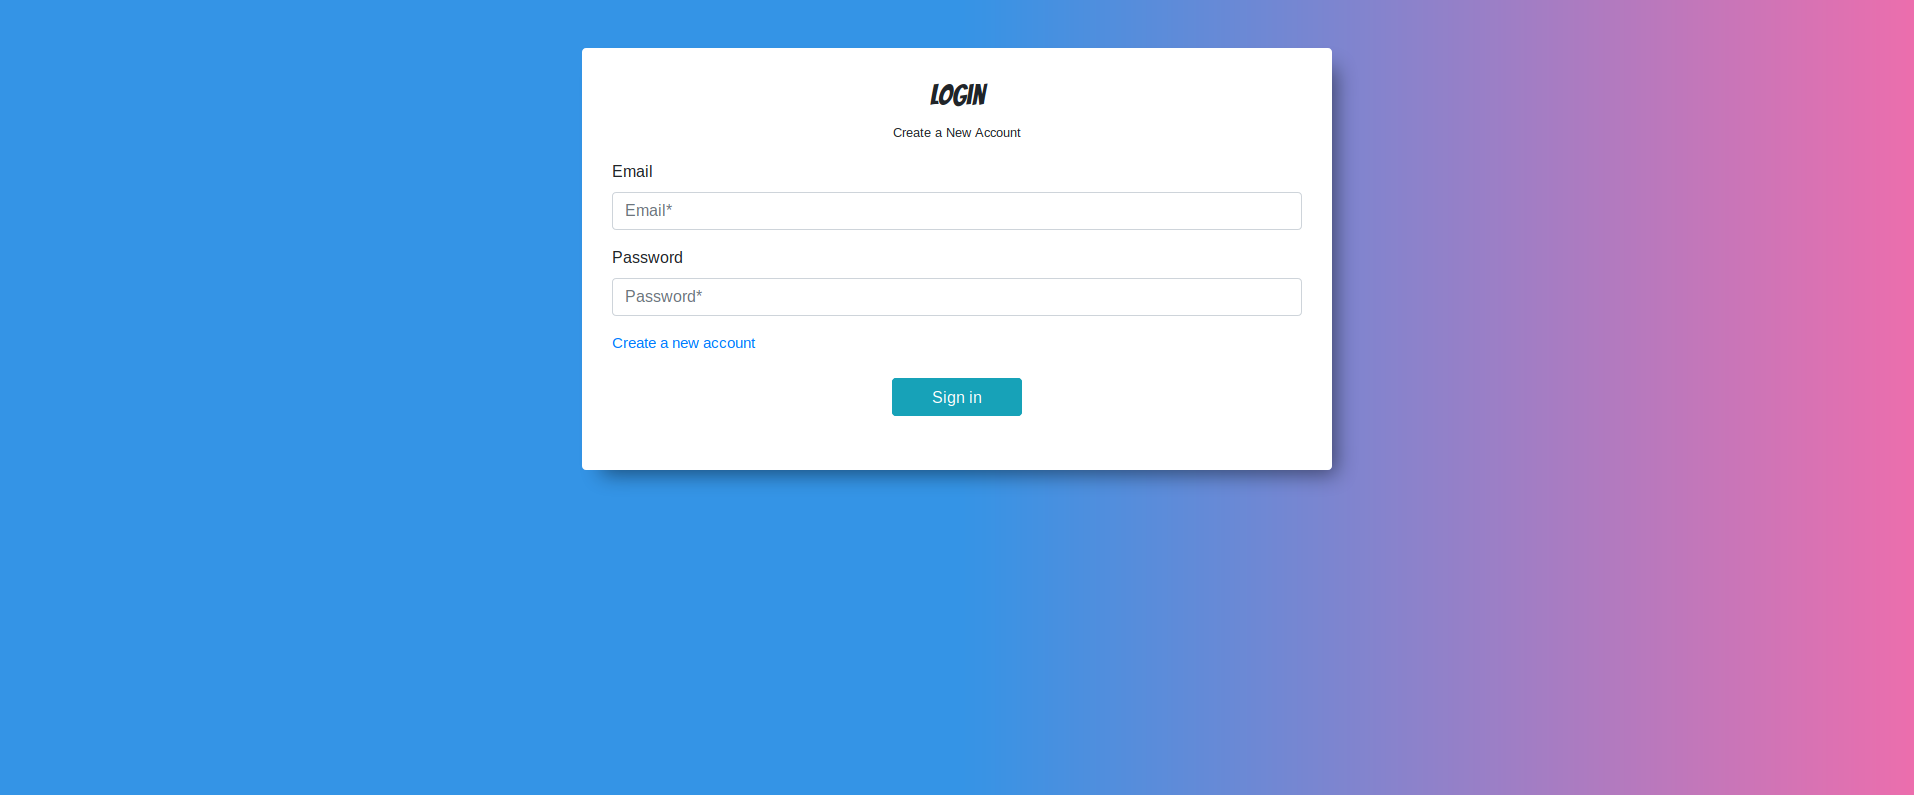 LOGIN
Create a New Account
Email
Email*
Password
Password*
Create a new account
Sign in